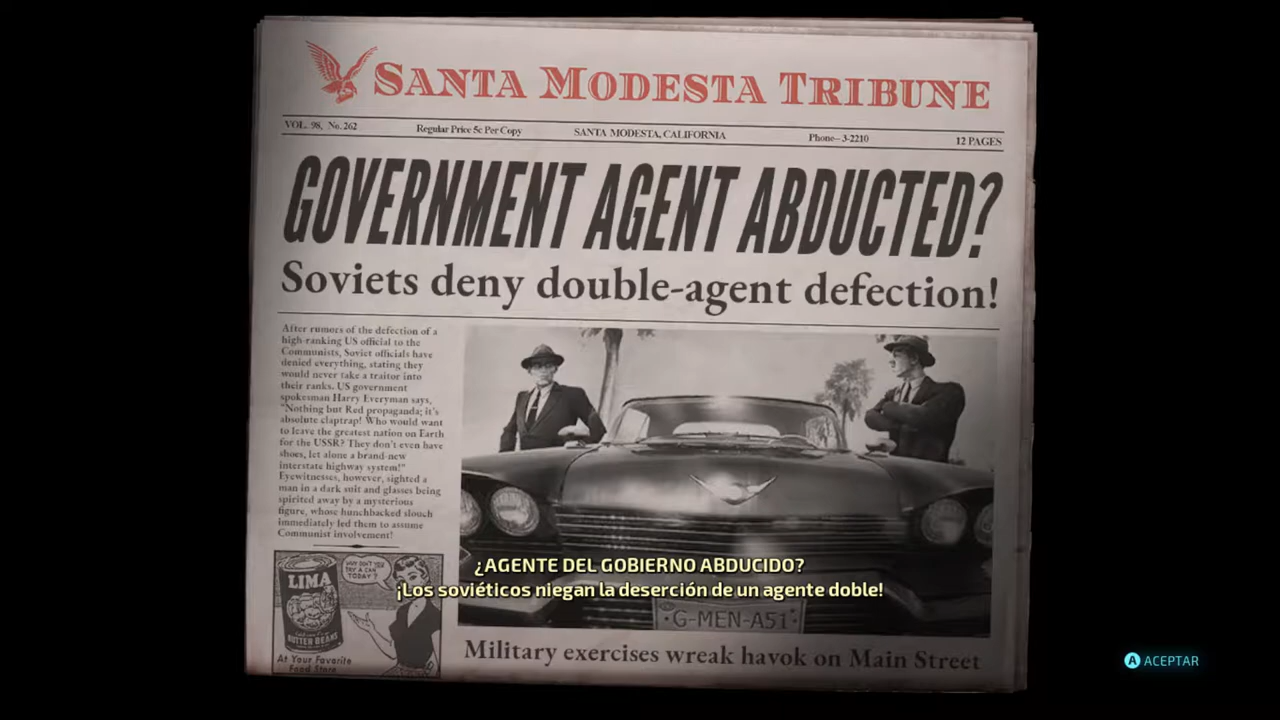 SANTA MODESTA TRIBUNE
VOL. 98, No. 262 Regular Price 5c Per Copy SANTA MODESTA, CALIFORNIA Phone—3-2210 12 PAGES
GOVERNMENT AGENT ABDUCTED?
Soviets deny double-agent defection!
After rumors of the defection of a
high-ranking US official to the
Communists, Soviet officials have
denied everything, stating they
would never take a traitor into
their ranks. US government
spokesman Harry Everyman says,
"Nothing but Red propaganda; it's
absolute claptrap! Who would want
to leave the greatest nation on Earth
for the USSR? They don't even have
shoes, let alone a brand-new
interstate highway system!"
Eyewitnesses, however, sighted a
man in a dark suit and glasses being
spirited away by a mysterious
figure, whose hunchbacked slouch
immediately led them to assume
Communist involvement!
LIMA
BUTTER BEANS
WHY DON'T YOU
TRY A CAN
TODAY?
At Your Favorite
Food Store
¿AGENTE DEL GOBIERNO ABDUCIDO?
¡Los soviéticos niegan la deserción de un agente doble!
G-MEN-A51
Military exercises wreak havok on Main Street
A ACEPTAR